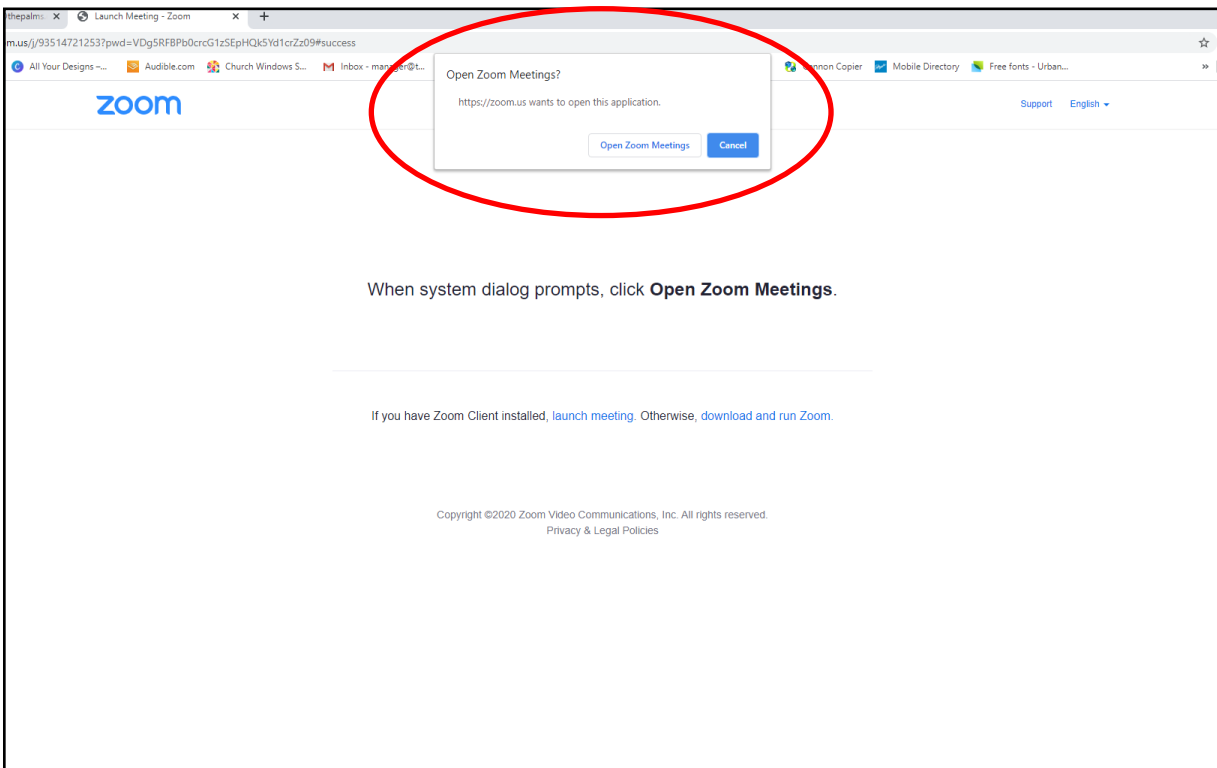 thepalms × Launch Meeting - Zoom × +
m.us/j/93514721253?pwd=VDg5RFBPb0crcG1zSEpHQk5Yd1crZz09#success
All Your Designs –... Audible.com Church Windows S... Inbox - manager@t... Cannon Copier Mobile Directory Free fonts - Urban... »
Open Zoom Meetings?
https://zoom.us wants to open this application.
Open Zoom Meetings Cancel
zoom Support English
When system dialog prompts, click Open Zoom Meetings.
If you have Zoom Client installed, launch meeting. Otherwise, download and run Zoom.
Copyright ©2020 Zoom Video Communications, Inc. All rights reserved.
Privacy & Legal Policies